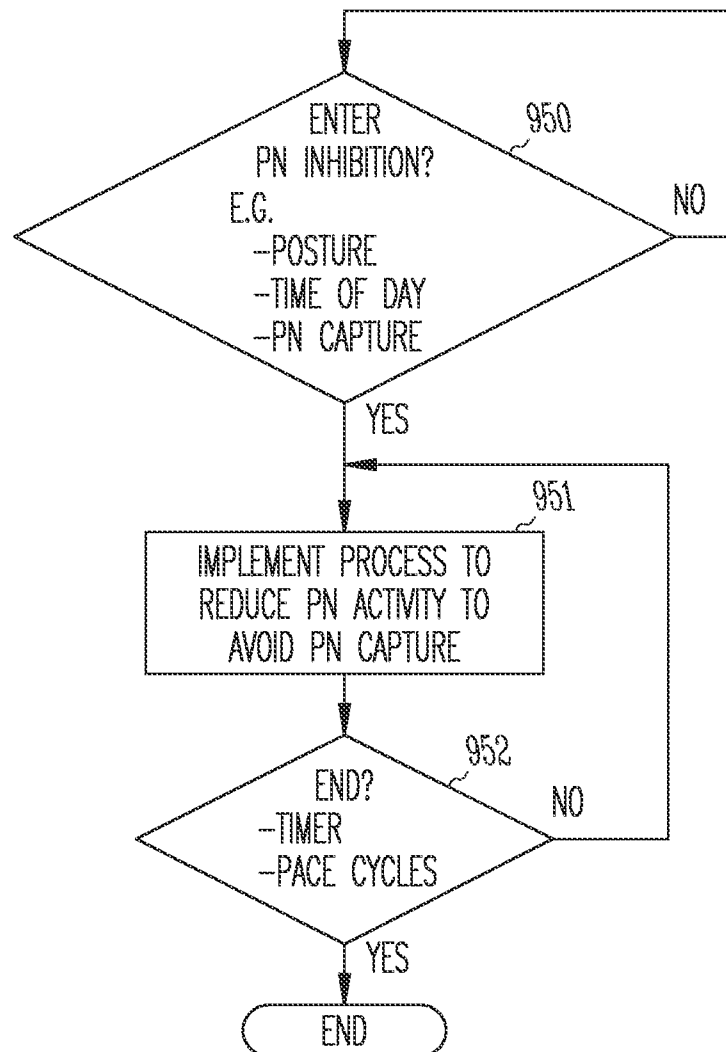 ENTER
PN INHIBITION?
E.G.
-POSTURE
-TIME OF DAY
-PN CAPTURE
950
NO
YES
951
IMPLEMENT PROCESS TO
REDUCE PN ACTIVITY TO
AVOID PN CAPTURE
952
END?
-TIMER
-PACE CYCLES
NO
YES
END